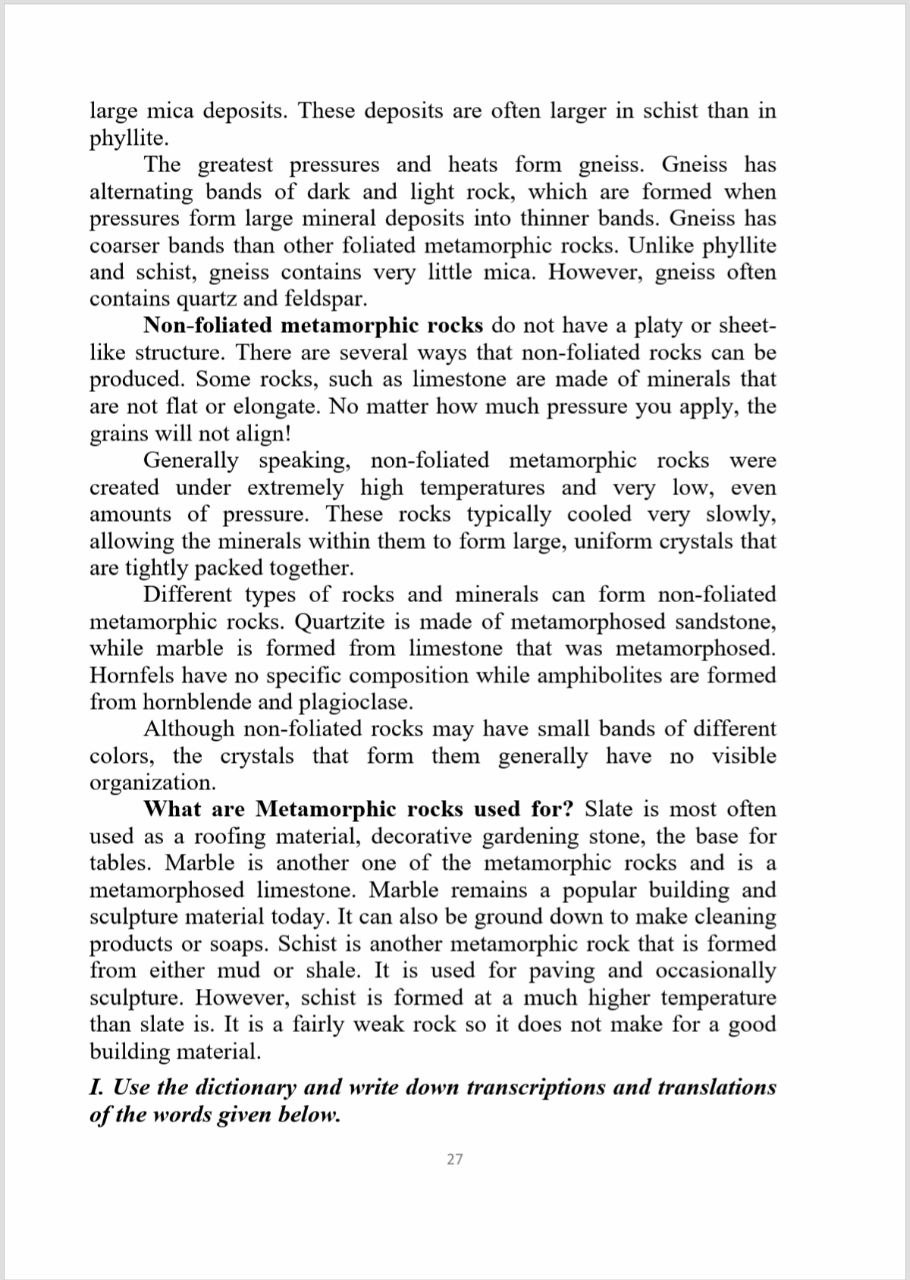 large mica deposits. These deposits are often larger in schist than in
phyllite.
The greatest pressures and heats form gneiss. Gneiss has
alternating bands of dark and light rock, which are formed when
pressures form large mineral deposits into thinner bands. Gneiss has
coarser bands than other foliated metamorphic rocks. Unlike phyllite
and schist, gneiss contains very little mica. However, gneiss often
contains quartz and feldspar.
Non-foliated metamorphic rocks do not have a platy or sheet-
like structure. There are several ways that non-foliated rocks can be
produced. Some rocks, such as limestone are made of minerals that
are not flat or elongate. No matter how much pressure you apply, the
grains will not align!
Generally speaking, non-foliated metamorphic rocks were
created under extremely high temperatures and very low, even
amounts of pressure. These rocks typically cooled very slowly,
allowing the minerals within them to form large, uniform crystals that
are tightly packed together.
Different types of rocks and minerals can form non-foliated
metamorphic rocks. Quartzite is made of metamorphosed sandstone,
while marble is formed from limestone that was metamorphosed.
Hornfels have no specific composition while amphibolites are formed
from hornblende and plagioclase.
Although non-foliated rocks may have small bands of different
colors, the crystals that form them generally have no visible
organization.
What are Metamorphic rocks used for? Slate is most often
used as a roofing material, decorative gardening stone, the base for
tables. Marble is another one of the metamorphic rocks and is a
metamorphosed limestone. Marble remains a popular building and
sculpture material today. It can also be ground down to make cleaning
products or soaps. Schist is another metamorphic rock that is formed
from either mud or shale. It is used for paving and occasionally
sculpture. However, schist is formed at a much higher temperature
than slate is. It is a fairly weak rock so it does not make for a good
building material.
I. Use the dictionary and write down transcriptions and translations
of the words given below.
27